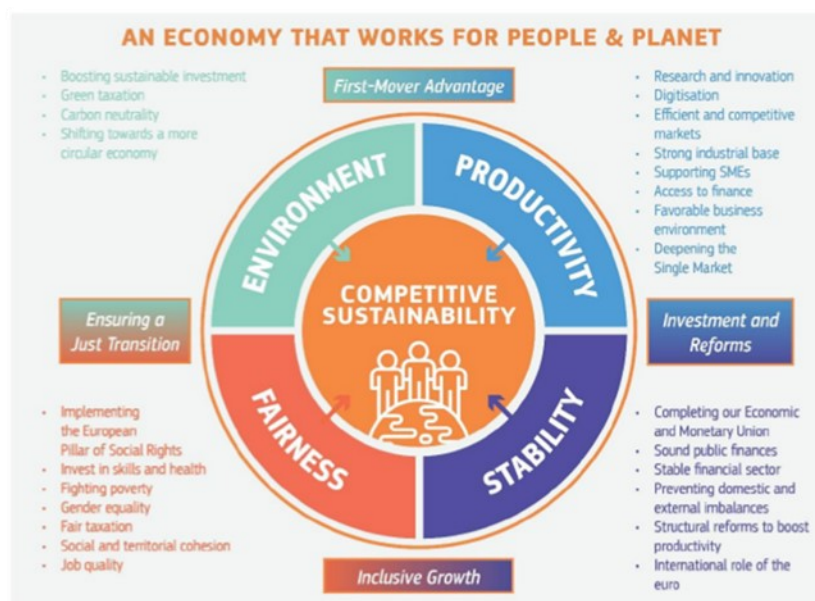 AN ECONOMY THAT WORKS FOR PEOPLE & PLANET
• Boosting sustainable investment
• Green taxation
• Carbon neutrality
• Shifting towards a more
circular economy
First-Mover Advantage
• Research and innovation
• Digitisation
• Efficient and competitive
markets
• Strong industrial base
• Supporting SMEs
• Access to finance
• Favorable business
environment
• Deepening the
Single Market
ENVIRONMENT
PRODUCTIVITY
COMPETITIVE
SUSTAINABILITY
Ensuring a
Just Transition
Investment and
Reforms
FAIRNESS
STABILITY
• Implementing
the European
Pillar of Social Rights
• Invest in skills and health
• Fighting poverty
• Gender equality
• Fair taxation
• Social and territorial cohesion
• Job quality
Inclusive Growth
• Completing our Economic
and Monetary Union
• Sound public finances
• Stable financial sector
• Preventing domestic and
external imbalances
• Structural reforms to boost
productivity
• International role of the
euro